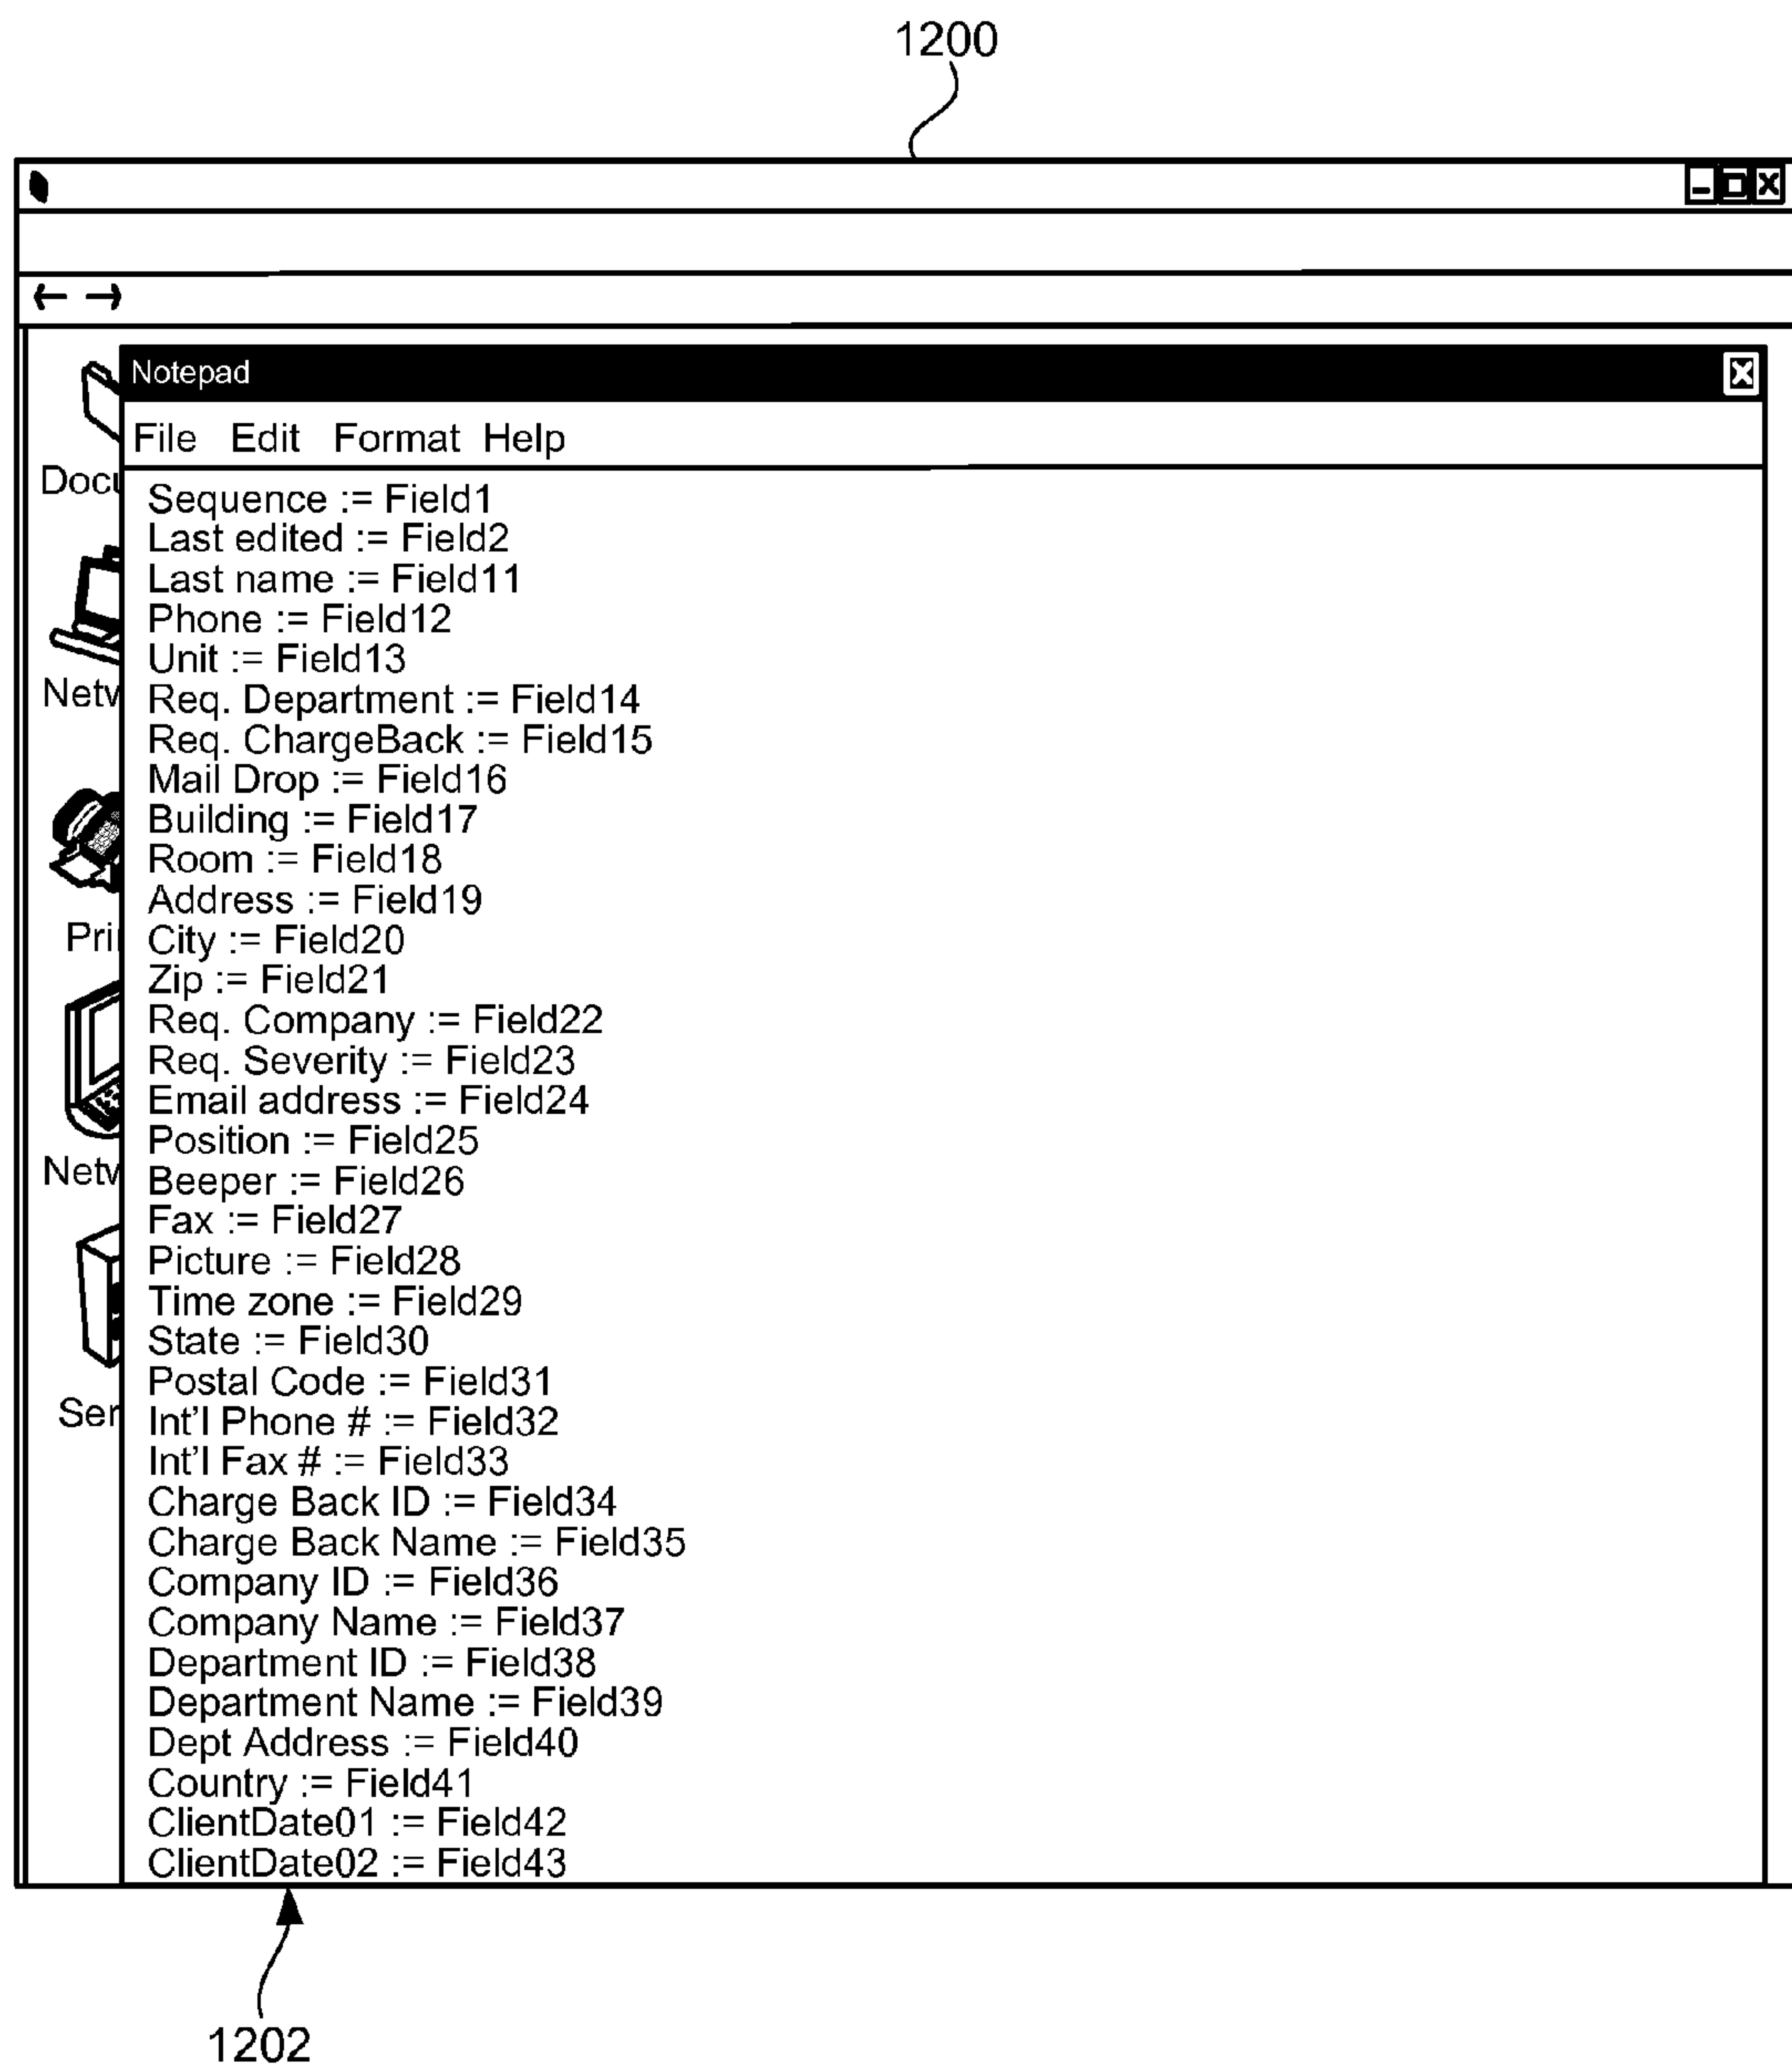 1200
Notepad
File Edit Format Help
Sequence := Field1
Last edited := Field2
Last name := Field11
Phone := Field12
Unit := Field13
Req. Department := Field14
Req. ChargeBack := Field15
Mail Drop := Field16
Building := Field17
Room := Field18
Address := Field19
City := Field20
Zip := Field21
Req. Company := Field22
Req. Severity := Field23
Email address := Field24
Position := Field25
Beeper := Field26
Fax := Field27
Picture := Field28
Time zone := Field29
State := Field30
Postal Code := Field31
Int'l Phone # := Field32
Int'l Fax # := Field33
Charge Back ID := Field34
Charge Back Name := Field35
Company ID := Field36
Company Name := Field37
Department ID := Field38
Department Name := Field39
Dept Address := Field40
Country := Field41
ClientDate01 := Field42
ClientDate02 := Field43
1202